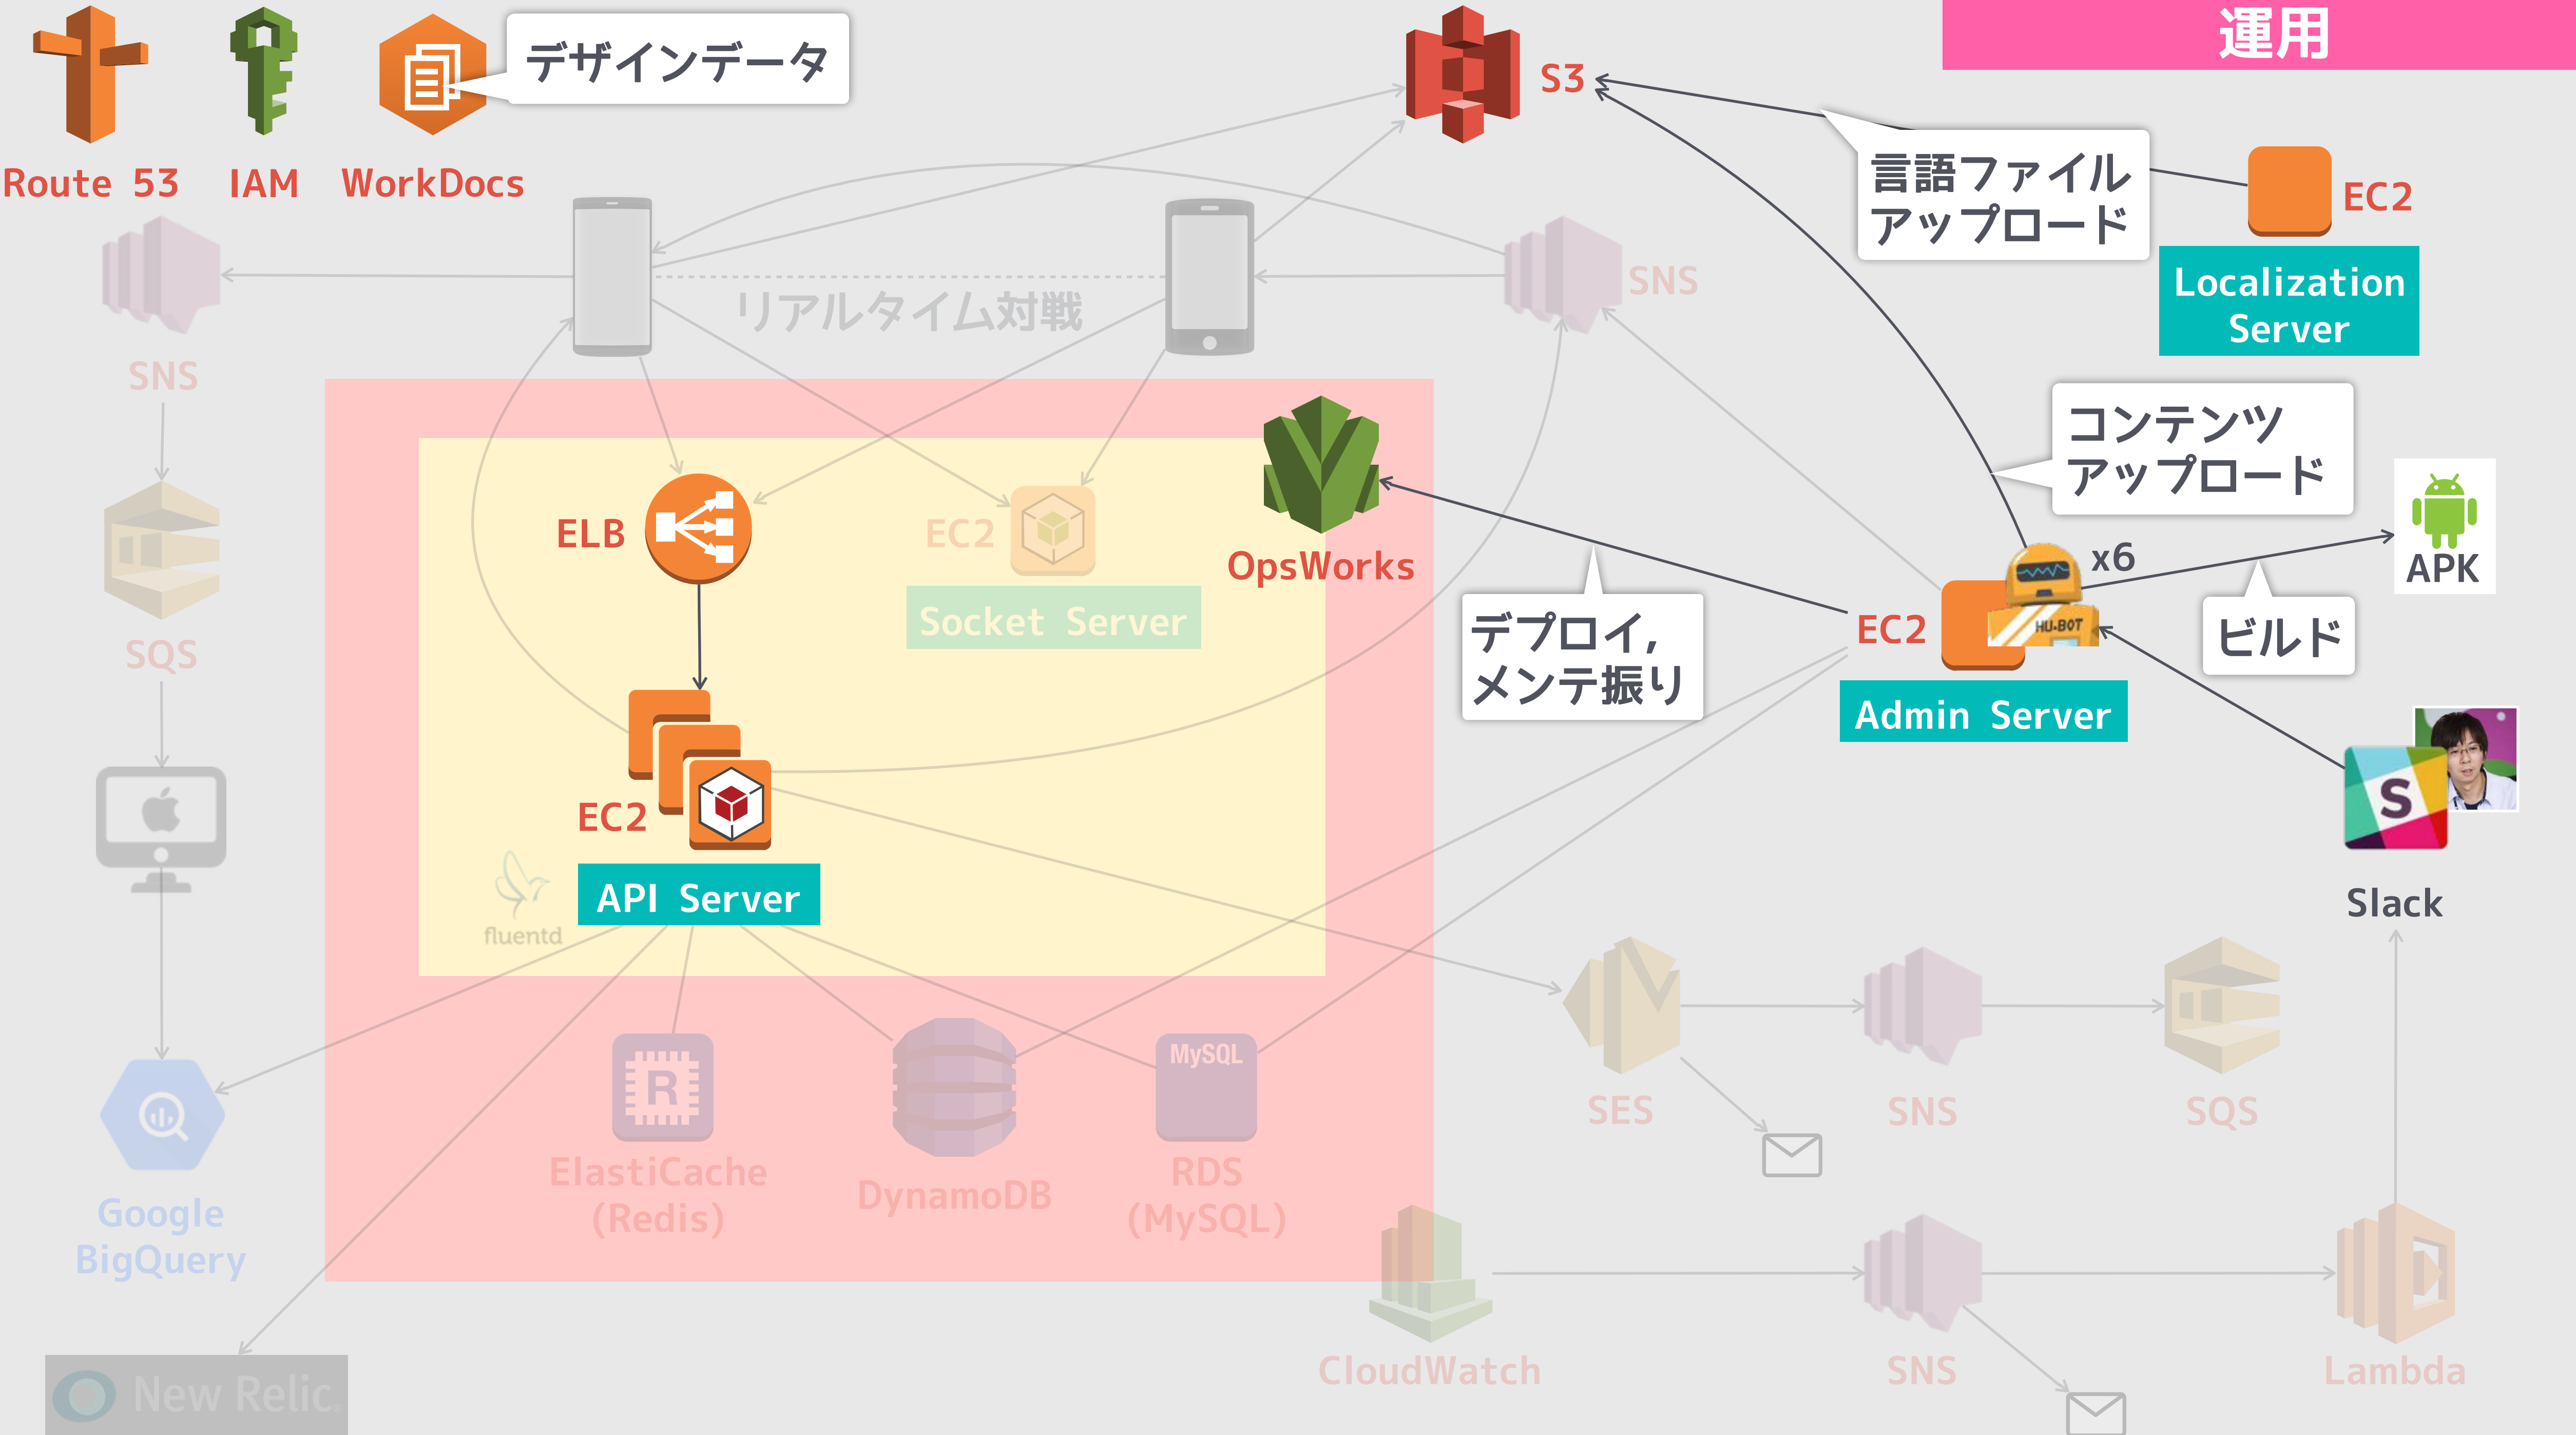 運用
デザインデータ
S3
Route 53
IAM
WorkDocs
言語ファイル
アップロード
EC2
Localization
Server
SNS
リアルタイム対戦
SNS
コンテンツ
アップロード
OpsWorks
ELB
EC2
Socket Server
x6
APK
HU-BOT
EC2
デプロイ,
メンテ振り
ビルド
Admin Server
SQS
EC2
API Server
fluentd
S
Slack
MySQL
R
ElastiCache
(Redis)
DynamoDB
RDS
(MySQL)
SES
SNS
SQS
Google
BigQuery
New Relic
CloudWatch
SNS
Lambda